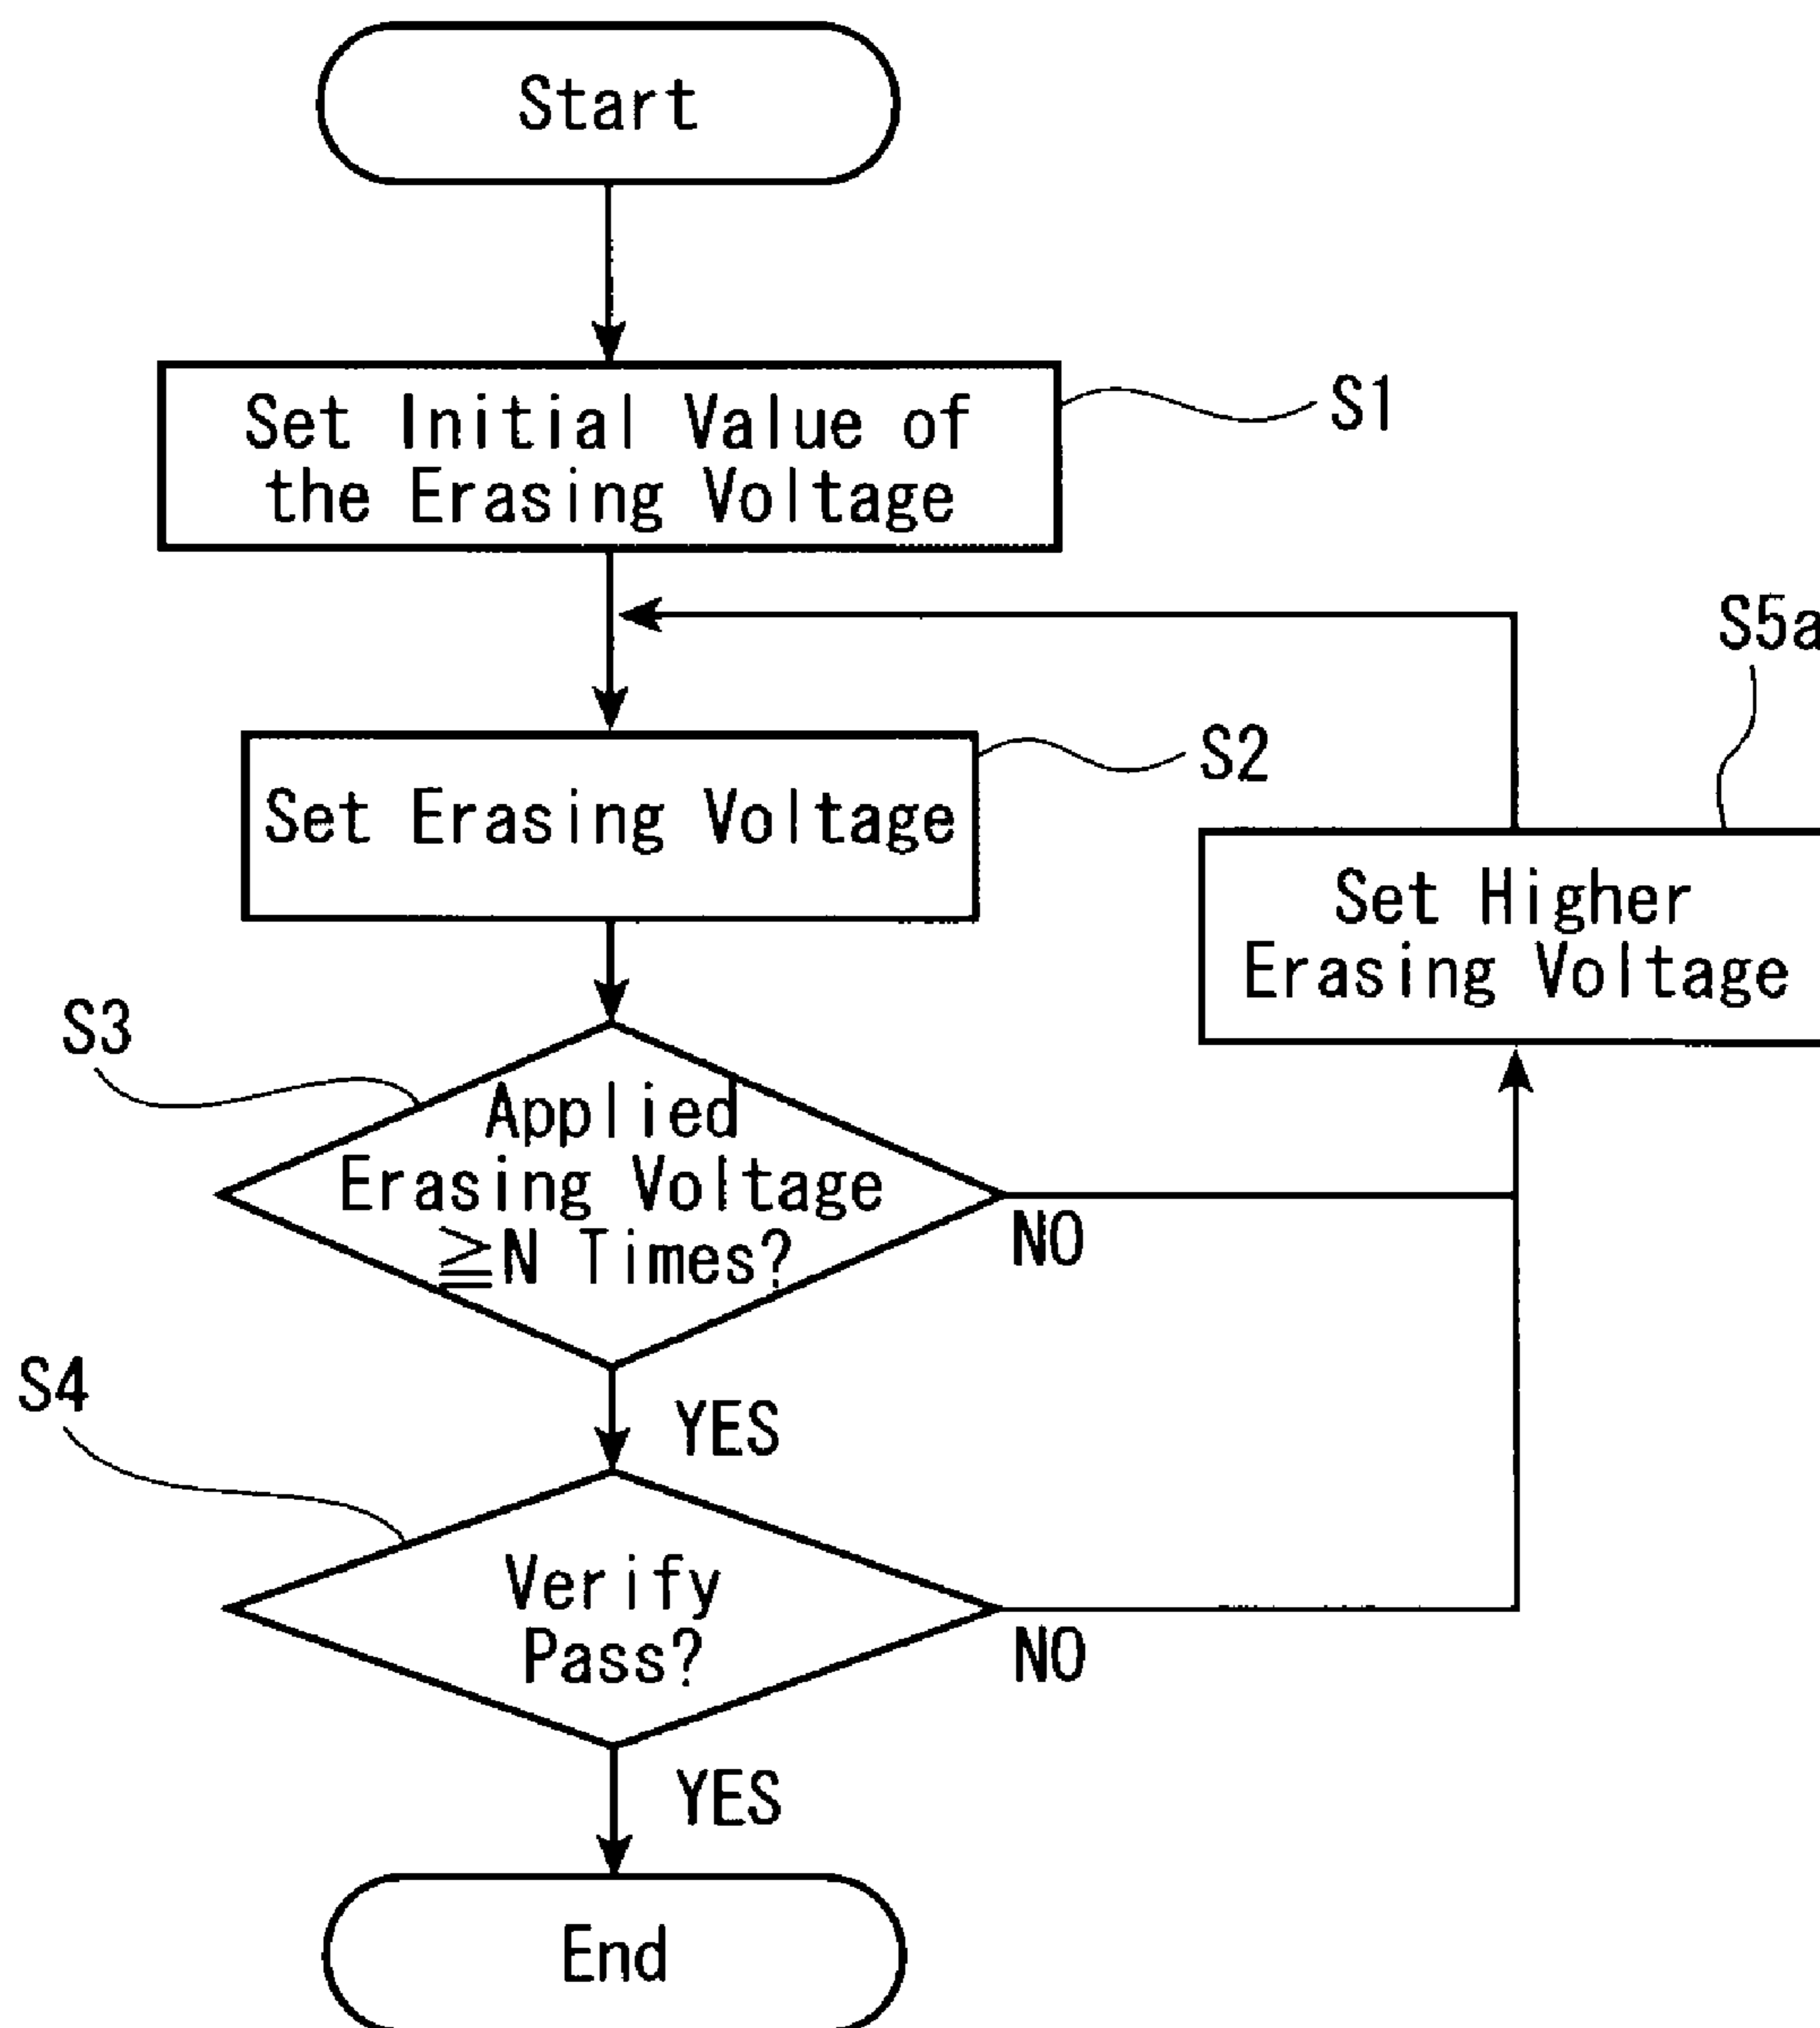 Start
Set Initial Value of
the Erasing Voltage
S1
S5a
Set Erasing Voltage
S2
Set Higher
Erasing Voltage
S3
Applied
Erasing Voltage
≧N Times?
NO
YES
S4
Verify
Pass?
NO
YES
End